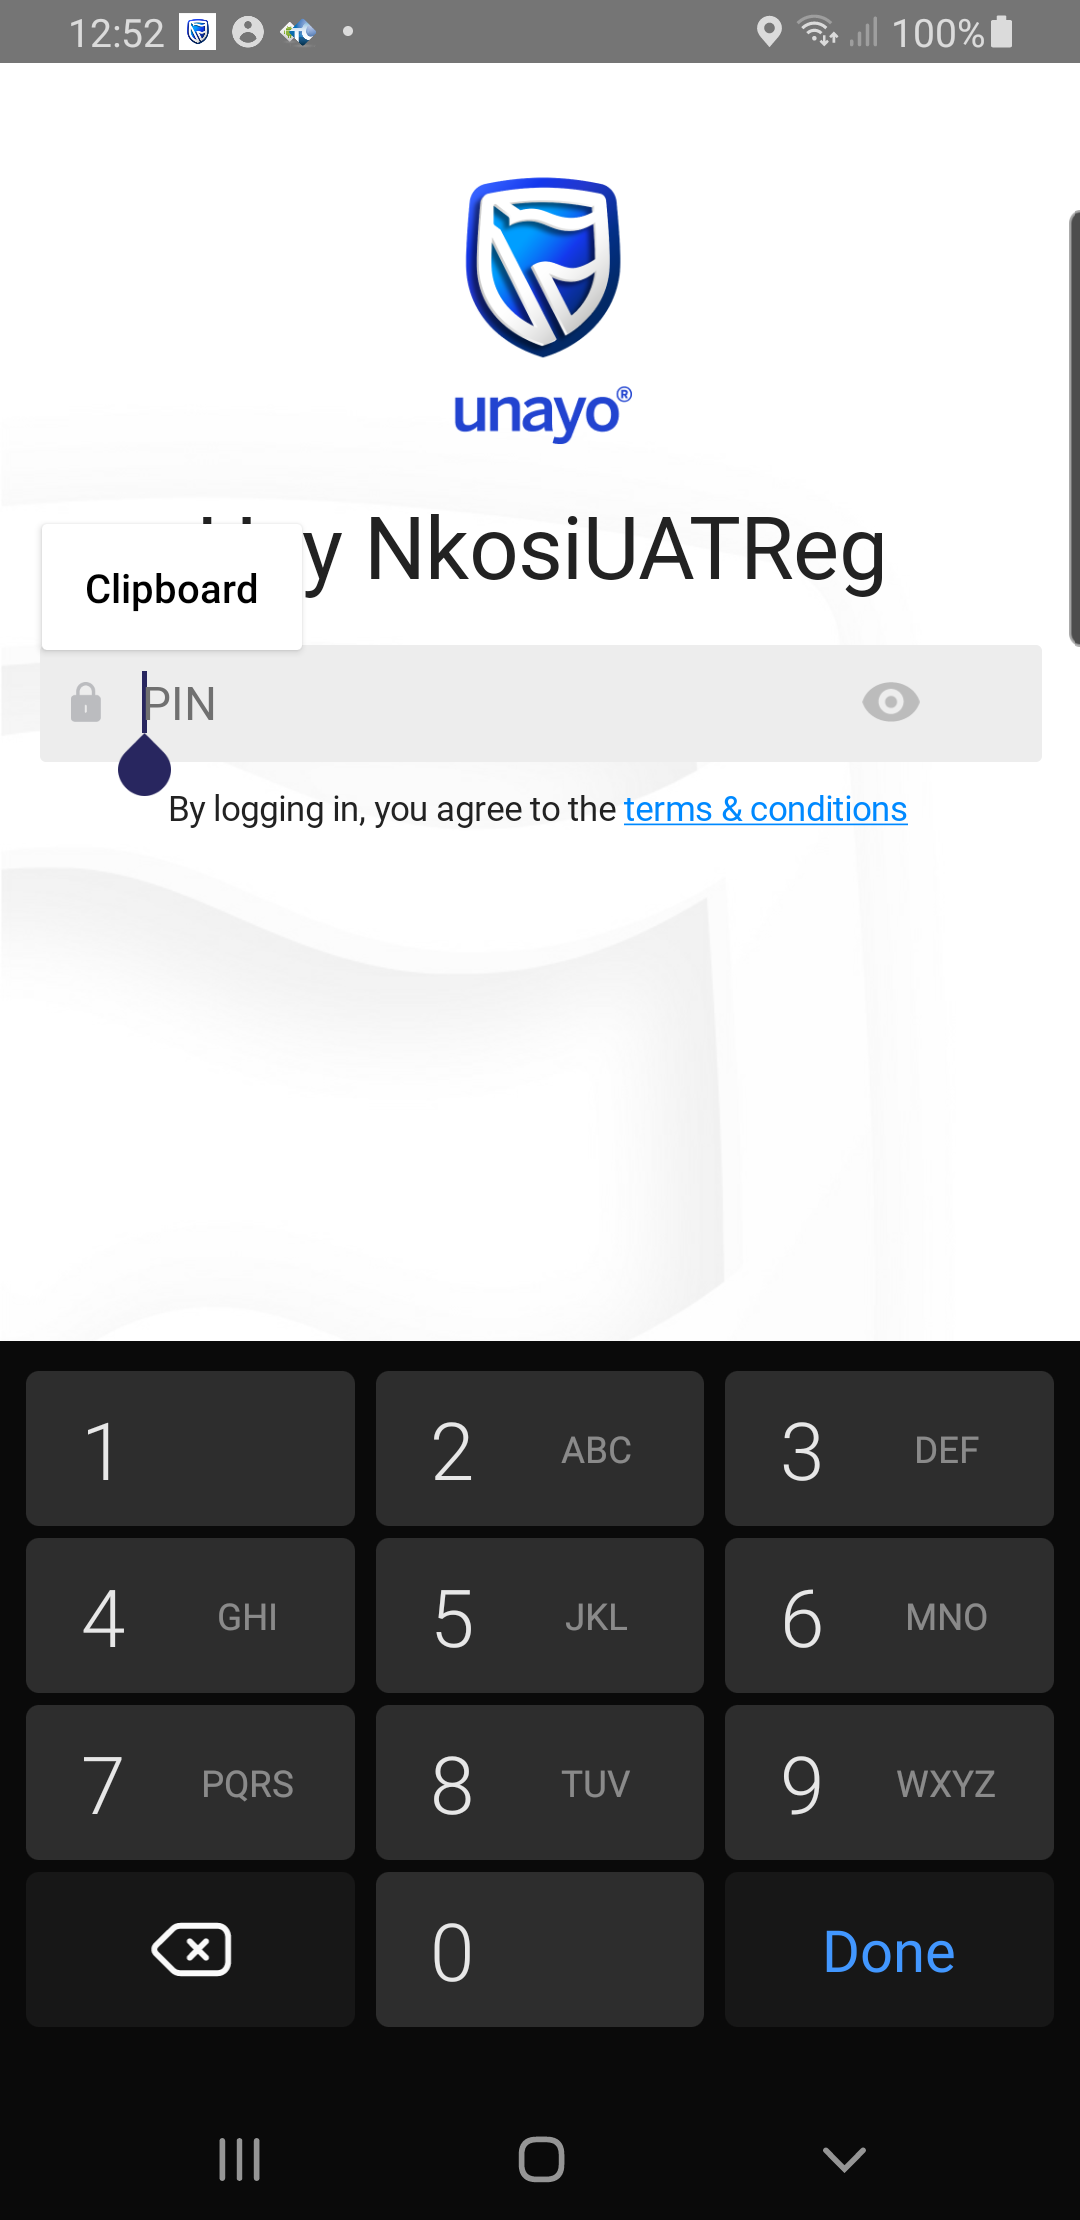 12:52 100%
unayo®
y NkosiUATReg
Clipboard
PIN
By logging in, you agree to the terms & conditions
1
2 ABC
3 DEF
4 GHI
5 JKL
6 MNO
7 PQRS
8 TUV
9 WXYZ
0
Done